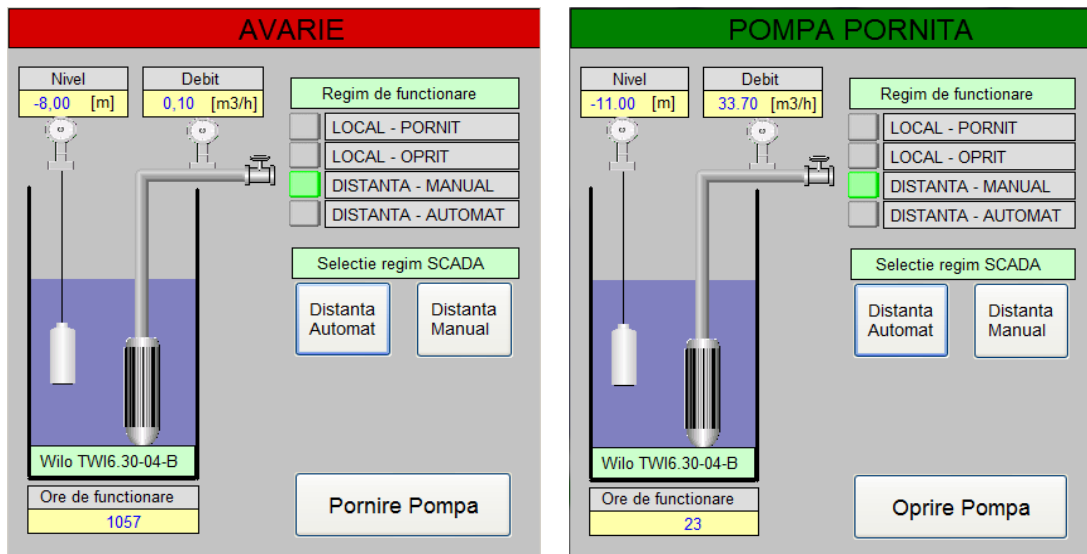 AVARIE
Nivel
Debit
-8,00 [m]
0,10 [m3/h]
Regim de functionare
LOCAL - PORNIT
LOCAL - OPRIT
DISTANTA - MANUAL
DISTANTA - AUTOMAT
Selectie regim SCADA
Distanta
Automat
Distanta
Manual
Wilo TWI6.30-04-B
Ore de functionare
1057
Pornire Pompa
POMPA PORNITA
Nivel
Debit
-11.00 [m]
33.70 [m3/h]
Regim de functionare
LOCAL - PORNIT
LOCAL - OPRIT
DISTANTA - MANUAL
DISTANTA - AUTOMAT
Selectie regim SCADA
Distanta
Automat
Distanta
Manual
Wilo TWI6.30-04-B
Ore de functionare
23
Oprire Pompa